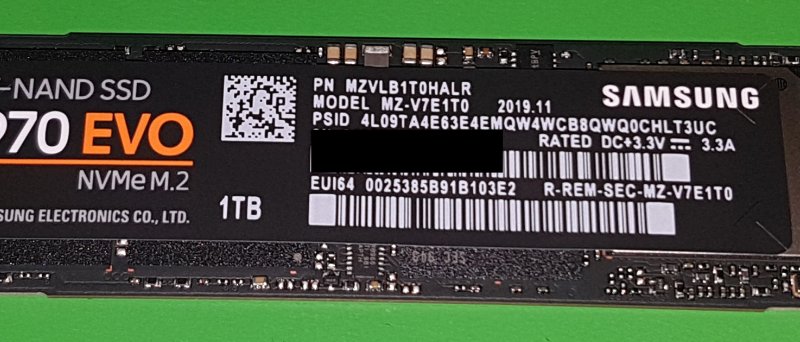 -NAND SSD
970 EVO
NVMe M.2
SUNG ELECTRONICS CO., LTD.
1TB
PN MZVLB1T0HALR
MODEL MZ-V7E1T0 2019.11
PSID 4L09TA4E63E4EMQW4WCB8QWQ0CHLT3UC
SAMSUNG
RATED DC+3.3V 3.3A
EUI64 0025385B91B103E2 R-REM-SEC-MZ-V7E1T0